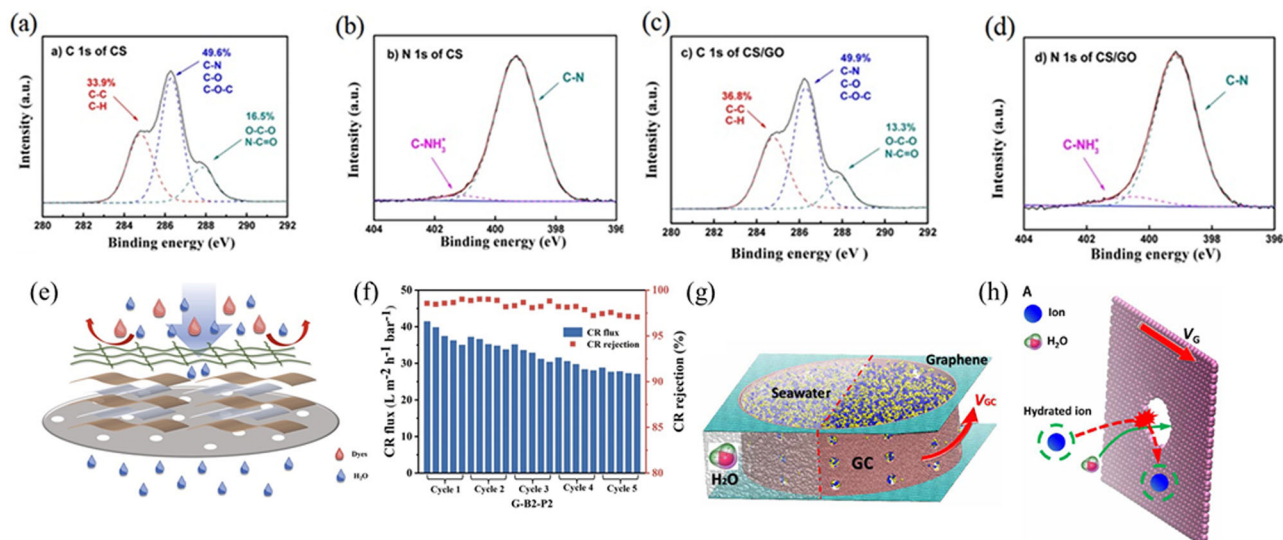 (a)
a) C 1s of CS
33.9%
C-C
C-H
49.6%
C-N
C-O
C-O-C
16.5%
O-C-O
N-C=O
Intensity (a.u.)
280 282 284 286 288 290 292
Binding energy (eV)
(b)
b) N 1s of CS
C-N
C-NH₃⁺
Intensity (a.u.)
404 402 400 398 396
Binding energy (eV)
(c)
c) C 1s of CS/GO
36.8%
C-C
C-H
49.9%
C-N
C-O
C-O-C
13.3%
O-C-O
N-C=O
Intensity (a.u.)
280 282 284 286 288 290 292
Binding energy (eV )
(d)
d) N 1s of CS/GO
C-N
C-NH₃⁺
Intensity (a.u.)
404 402 400 398 396
Binding energy (eV)
(e)
Dyes
H₂O
(f)
CR flux
CR rejection
CR flux (L m⁻² h⁻¹ bar⁻¹)
50
40
30
20
10
0
CR rejection (%)
100
95
90
85
80
Cycle 1 Cycle 2 Cycle 3 Cycle 4 Cycle 5
G-B2-P2
(g)
Graphene
Seawater
V_GC
GC
H₂O
(h)
A
Ion
H₂O
V_G
Hydrated ion